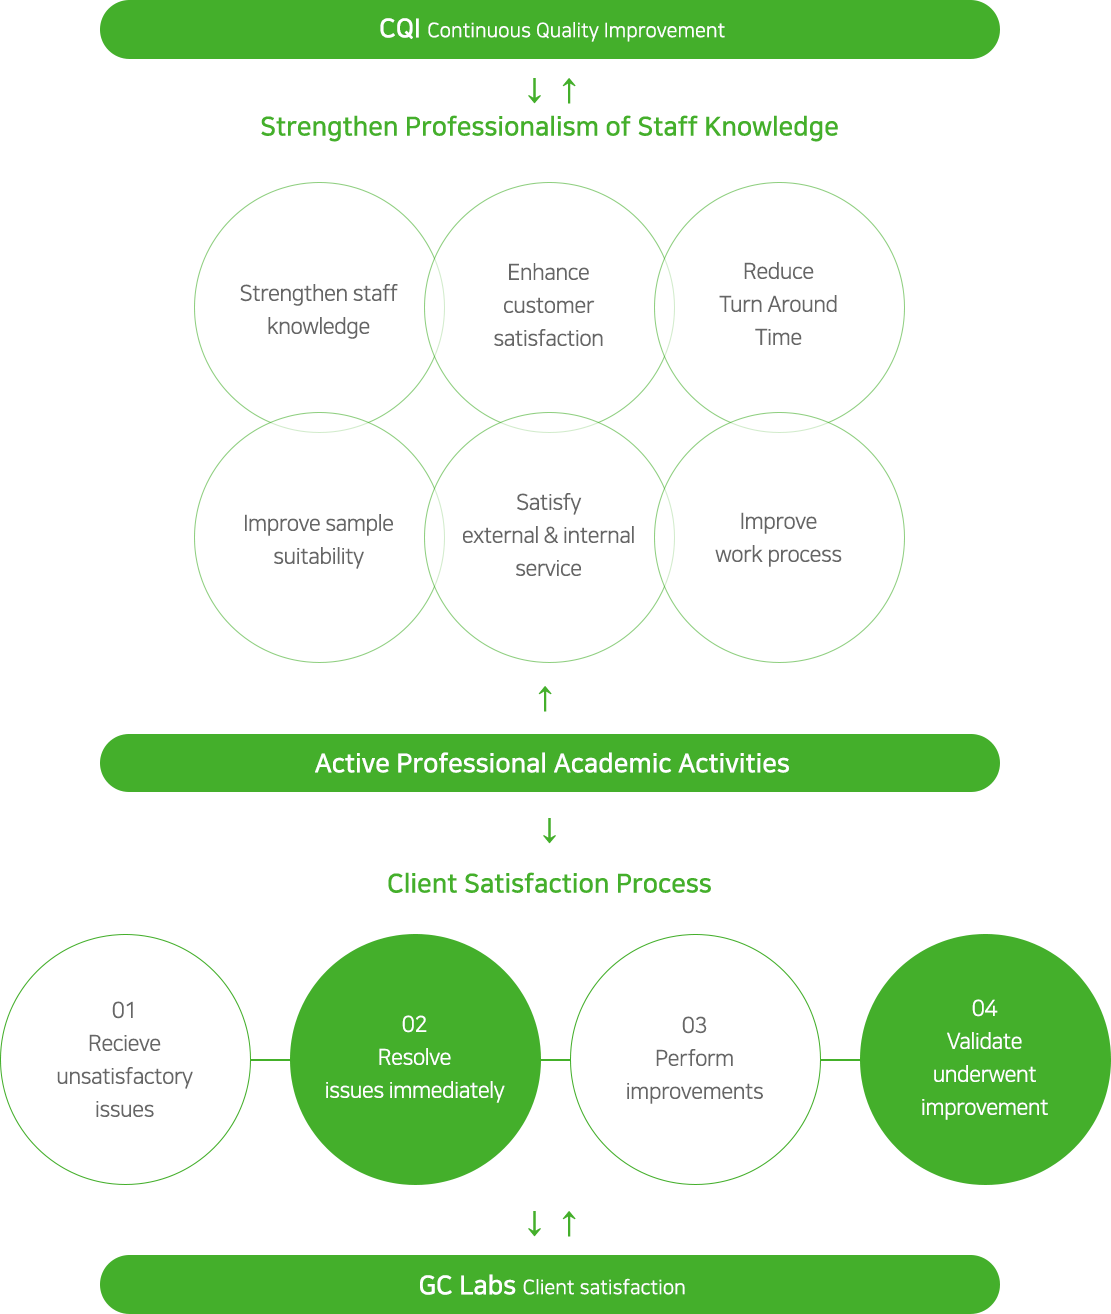 CQI Continuous Quality Improvement
↓ ↑
Strengthen Professionalism of Staff Knowledge
Strengthen staff
knowledge
Enhance
customer
satisfaction
Reduce
Turn Around
Time
Improve sample
suitability
Satisfy
external & internal
service
Improve
work process
↑
Active Professional Academic Activities
↓
Client Satisfaction Process
01
Recieve
unsatisfactory
issues
02
Resolve
issues immediately
03
Perform
improvements
04
Validate
underwent
improvement
↓ ↑
GC Labs Client satisfaction